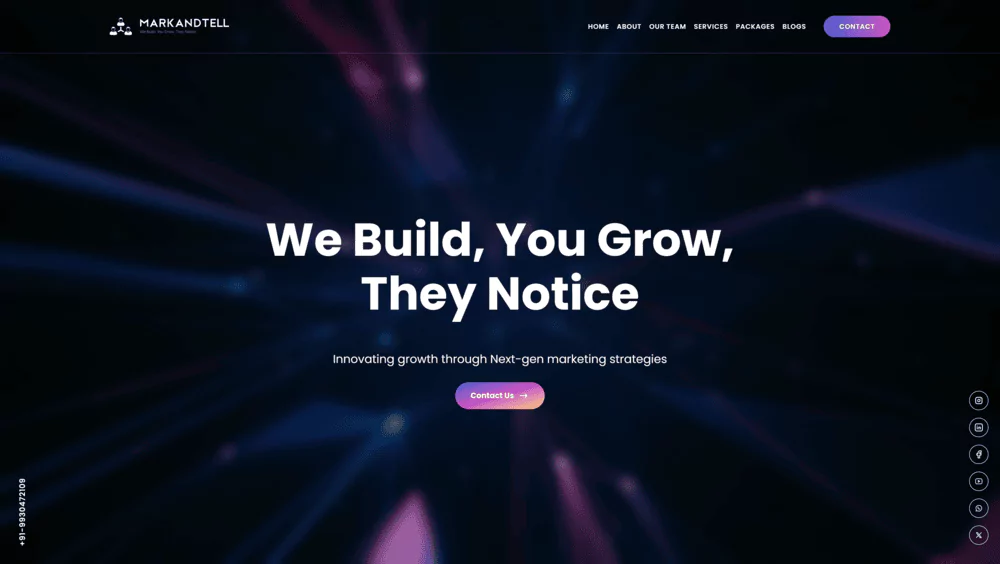 MARKANDTELL
We Build, You Grow, They Notice
HOME ABOUT OUR TEAM SERVICES PACKAGES BLOGS CONTACT
We Build, You Grow,
They Notice
Innovating growth through Next-gen marketing strategies
Contact Us →
+91-9930472109